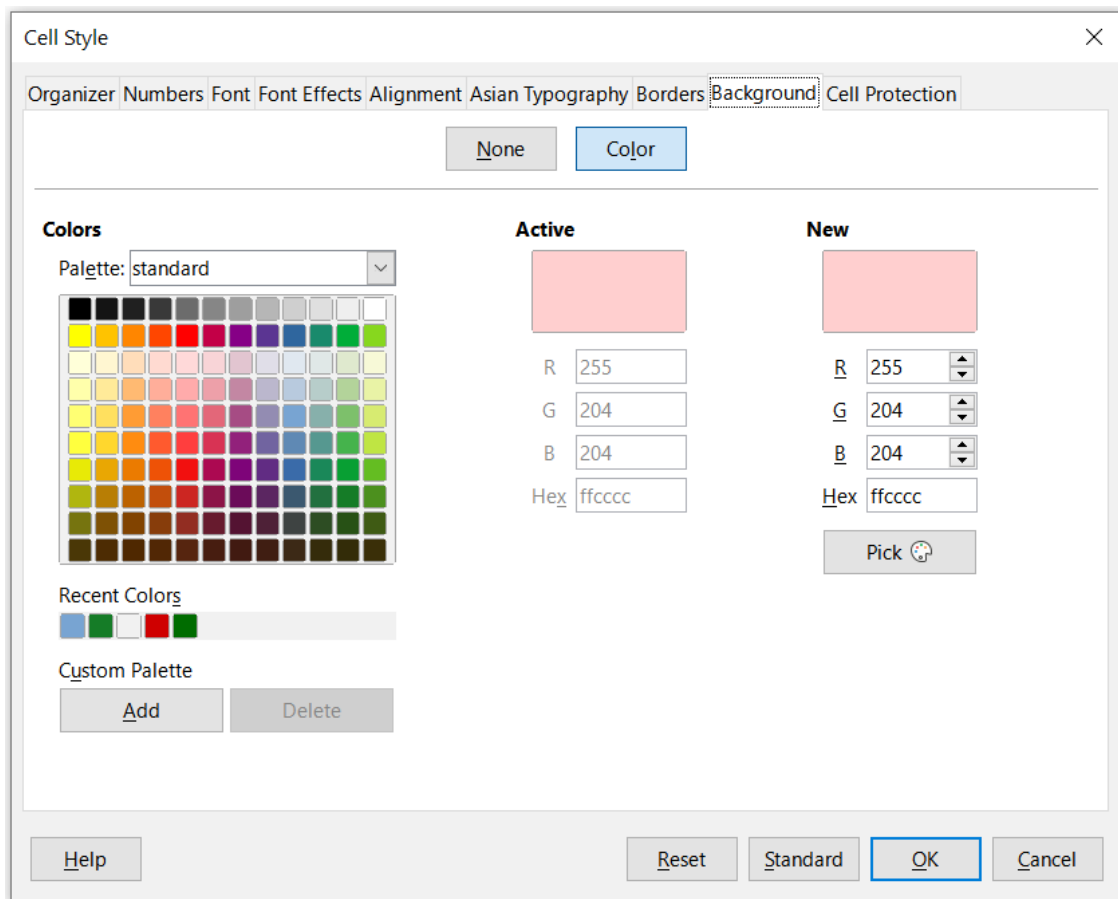 Cell Style
Organizer Numbers Font Font Effects Alignment Asian Typography Borders Background Cell Protection
None Color
Colors Active New
Palette: standard
R 255 R 255
G 204 G 204
B 204 B 204
Hex ffcccc Hex ffcccc
Pick
Recent Colors
Custom Palette
Add Delete
Help Reset Standard OK Cancel